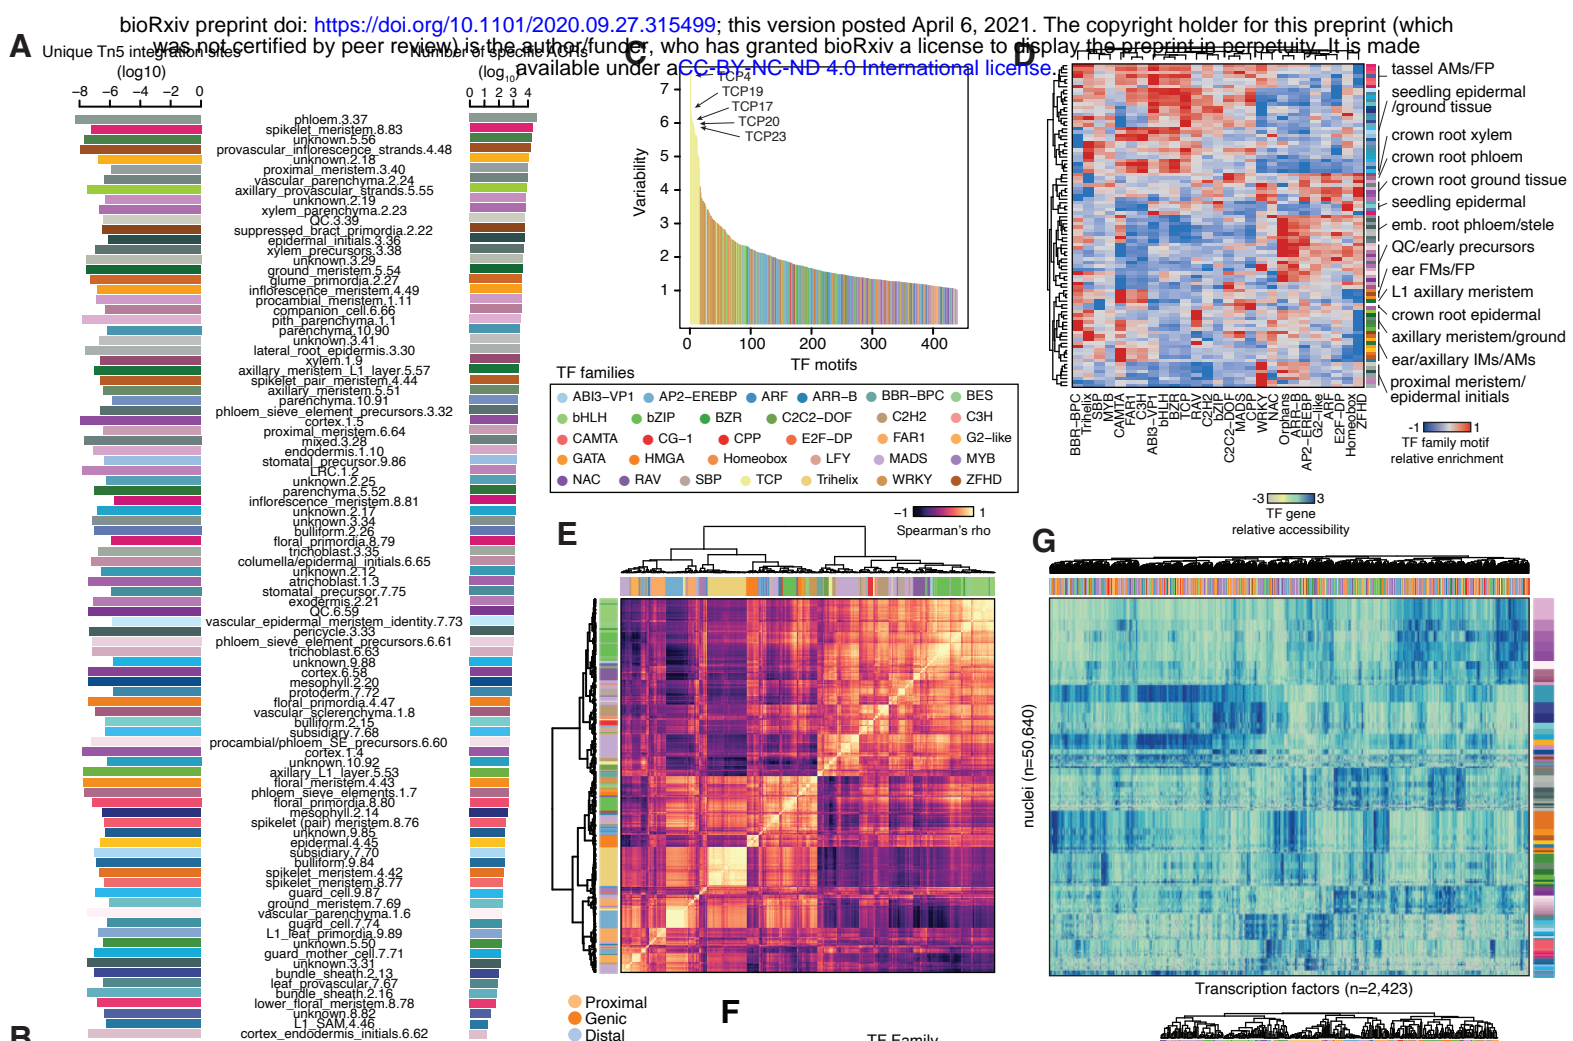 bioRxiv preprint doi: https://doi.org/10.1101/2020.09.27.315499; this version posted April 6, 2021. The copyright holder for this preprint (which
was not certified by peer review) is the author/funder, who has granted bioRxiv a license to display the preprint in perpetuity. It is made
available under aCC-BY-NC-ND 4.0 International license.
A
Unique Tn5 integration sites
(log10)
Number of specific ACRs
(log10)
−8 −6 −4 −2 0
0 1 2 3 4
phloem.3.37
spikelet_meristem.8.83
unknown.5.56
provascular_inflorescence_strands.4.48
unknown.2.18
proximal_meristem.3.40
vascular_parenchyma.2.24
axillary_provascular_strands.5.55
unknown.2.19
xylem_parenchyma.2.23
QC.3.39
suppressed_bract_primordia.2.22
epidermal_initials.3.36
xylem_precursors.3.38
unknown.3.29
ground_meristem.5.54
glume_primordia.2.27
inflorescence_meristem.4.49
procambial_meristem.1.11
companion_cell.6.66
pith_parenchyma.1.1
parenchyma.10.90
unknown.3.41
lateral_root_epidermis.3.30
xylem.1.9
axillary_meristem_L1_layer.5.57
spikelet_pair_meristem.4.44
axillary_meristem.5.51
parenchyma.10.91
phloem_sieve_element_precursors.3.32
cortex.1.5
proximal_meristem.6.64
mixed.3.28
endodermis.1.10
stomatal_precursor.9.86
LRC.1.2
unknown.2.25
parenchyma.5.52
inflorescence_meristem.8.81
unknown.2.17
unknown.3.34
bulliform.2.26
floral_primordia.8.79
trichoblast.3.35
columella/epidermal_initials.6.65
unknown.2.12
atrichoblast.1.3
stomatal_precursor.7.75
exodermis.2.21
QC.6.59
vascular_epidermal_meristem_identity.7.73
pericycle.3.33
phloem_sieve_element_precursors.6.61
trichoblast.6.63
unknown.9.88
cortex.6.58
mesophyll.2.20
protoderm.7.72
floral_primordia.4.47
vascular_sclerenchyma.1.8
bulliform.2.15
subsidiary.7.68
procambial/phloem_SE_precursors.6.60
cortex.1.4
unknown.10.92
axillary_L1_layer.5.53
floral_meristem.4.43
phloem_sieve_elements.1.7
floral_primordia.8.80
mesophyll.2.14
spikelet (pair) meristem.8.76
unknown.9.85
epidermal.4.45
subsidiary.7.70
bulliform.9.84
spikelet_meristem.4.42
spikelet_meristem.8.77
guard_cell.9.87
ground_meristem.7.69
vascular_parenchyma.1.6
guard_cell.7.74
L1_leaf_primordia.9.89
unknown.5.50
guard_mother_cell.7.71
unknown.3.31
bundle_sheath.2.13
leaf_provascular.7.67
bundle_sheath.2.16
lower_floral_meristem.8.78
unknown.8.82
L1_SAM.4.46
cortex_endodermis_initials.6.62
B
C
Variability
7
6
5
4
3
2
1
TCP4
TCP19
TCP17
TCP20
TCP23
0 100 200 300 400
TF motifs
TF families
ABI3-VP1 AP2-EREBP ARF ARR-B BBR-BPC BES
bHLH bZIP BZR C2C2-DOF C2H2 C3H
CAMTA CG-1 CPP E2F-DP FAR1 G2-like
GATA HMGA Homeobox LFY MADS MYB
NAC RAV SBP TCP Trihelix WRKY ZFHD
D
tassel AMs/FP
seedling epidermal
/ground tissue
crown root xylem
crown root phloem
crown root ground tissue
seedling epidermal
emb. root phloem/stele
QC/early precursors
ear FMs/FP
L1 axillary meristem
crown root epidermal
axillary meristem/ground
ear/axillary IMs/AMs
proximal meristem/
epidermal initials
BBR-BPC
Trihelix
SBP
MYB
CAMTA
FAR1
C3H
ABI3-VP1
bHLH
BZR
TCP
RAV
C2H2
bZIP
C2C2-DOF
MADS
CPP
WRKY
NAC
Orphans
ARR-B
AP2-EREBP
G2-like
ARF
E2F-DP
Homeobox
ZFHD
-1 1
TF family motif
relative enrichment
E
−1 1
Spearman's rho
Proximal
Genic
Distal
F
TF Family
G
-3 3
TF gene
relative accessibility
nuclei (n=50,640)
Transcription factors (n=2,423)